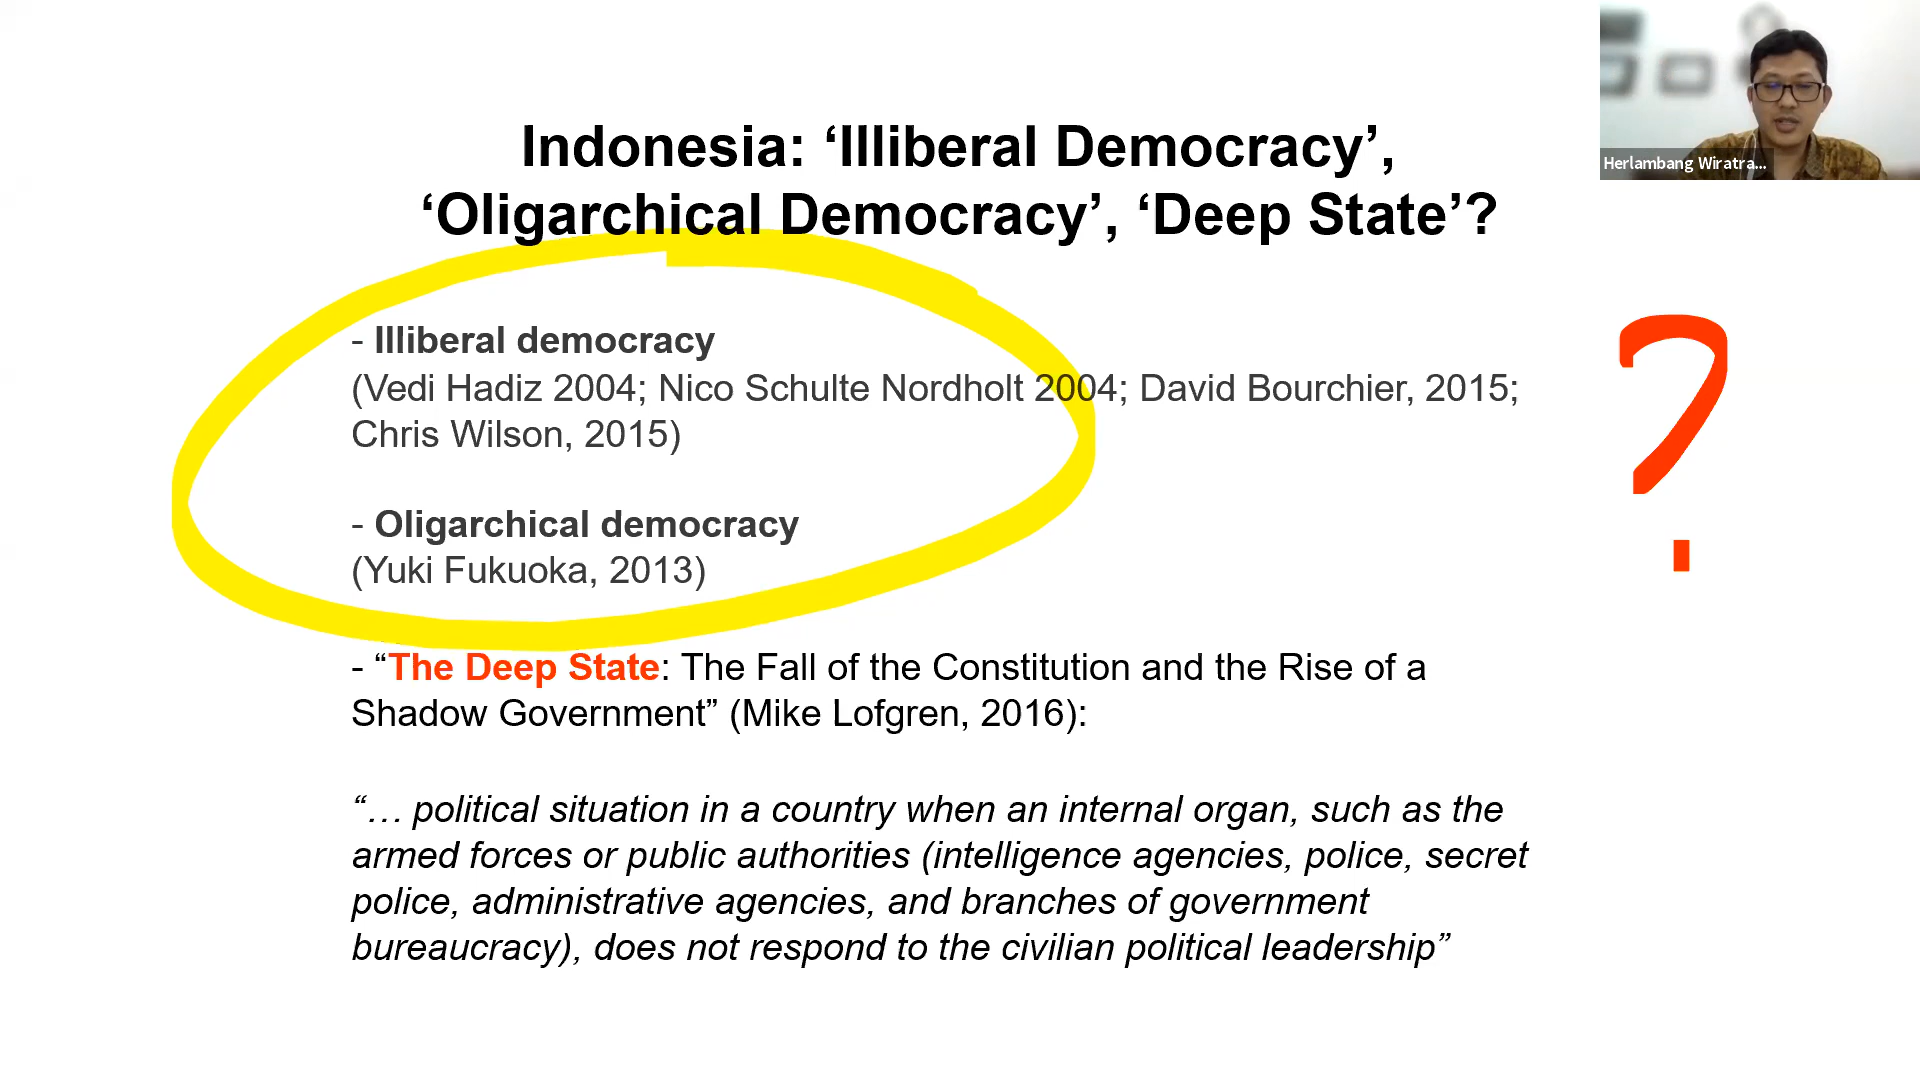 Indonesia: ‘Illiberal Democracy’,
‘Oligarchical Democracy’, ‘Deep State’?
Herlambang Wiratra...
- Illiberal democracy
(Vedi Hadiz 2004; Nico Schulte Nordholt 2004; David Bourchier, 2015;
Chris Wilson, 2015)
- Oligarchical democracy
(Yuki Fukuoka, 2013)
?
- “The Deep State: The Fall of the Constitution and the Rise of a
Shadow Government” (Mike Lofgren, 2016):
“… political situation in a country when an internal organ, such as the
armed forces or public authorities (intelligence agencies, police, secret
police, administrative agencies, and branches of government
bureaucracy), does not respond to the civilian political leadership”